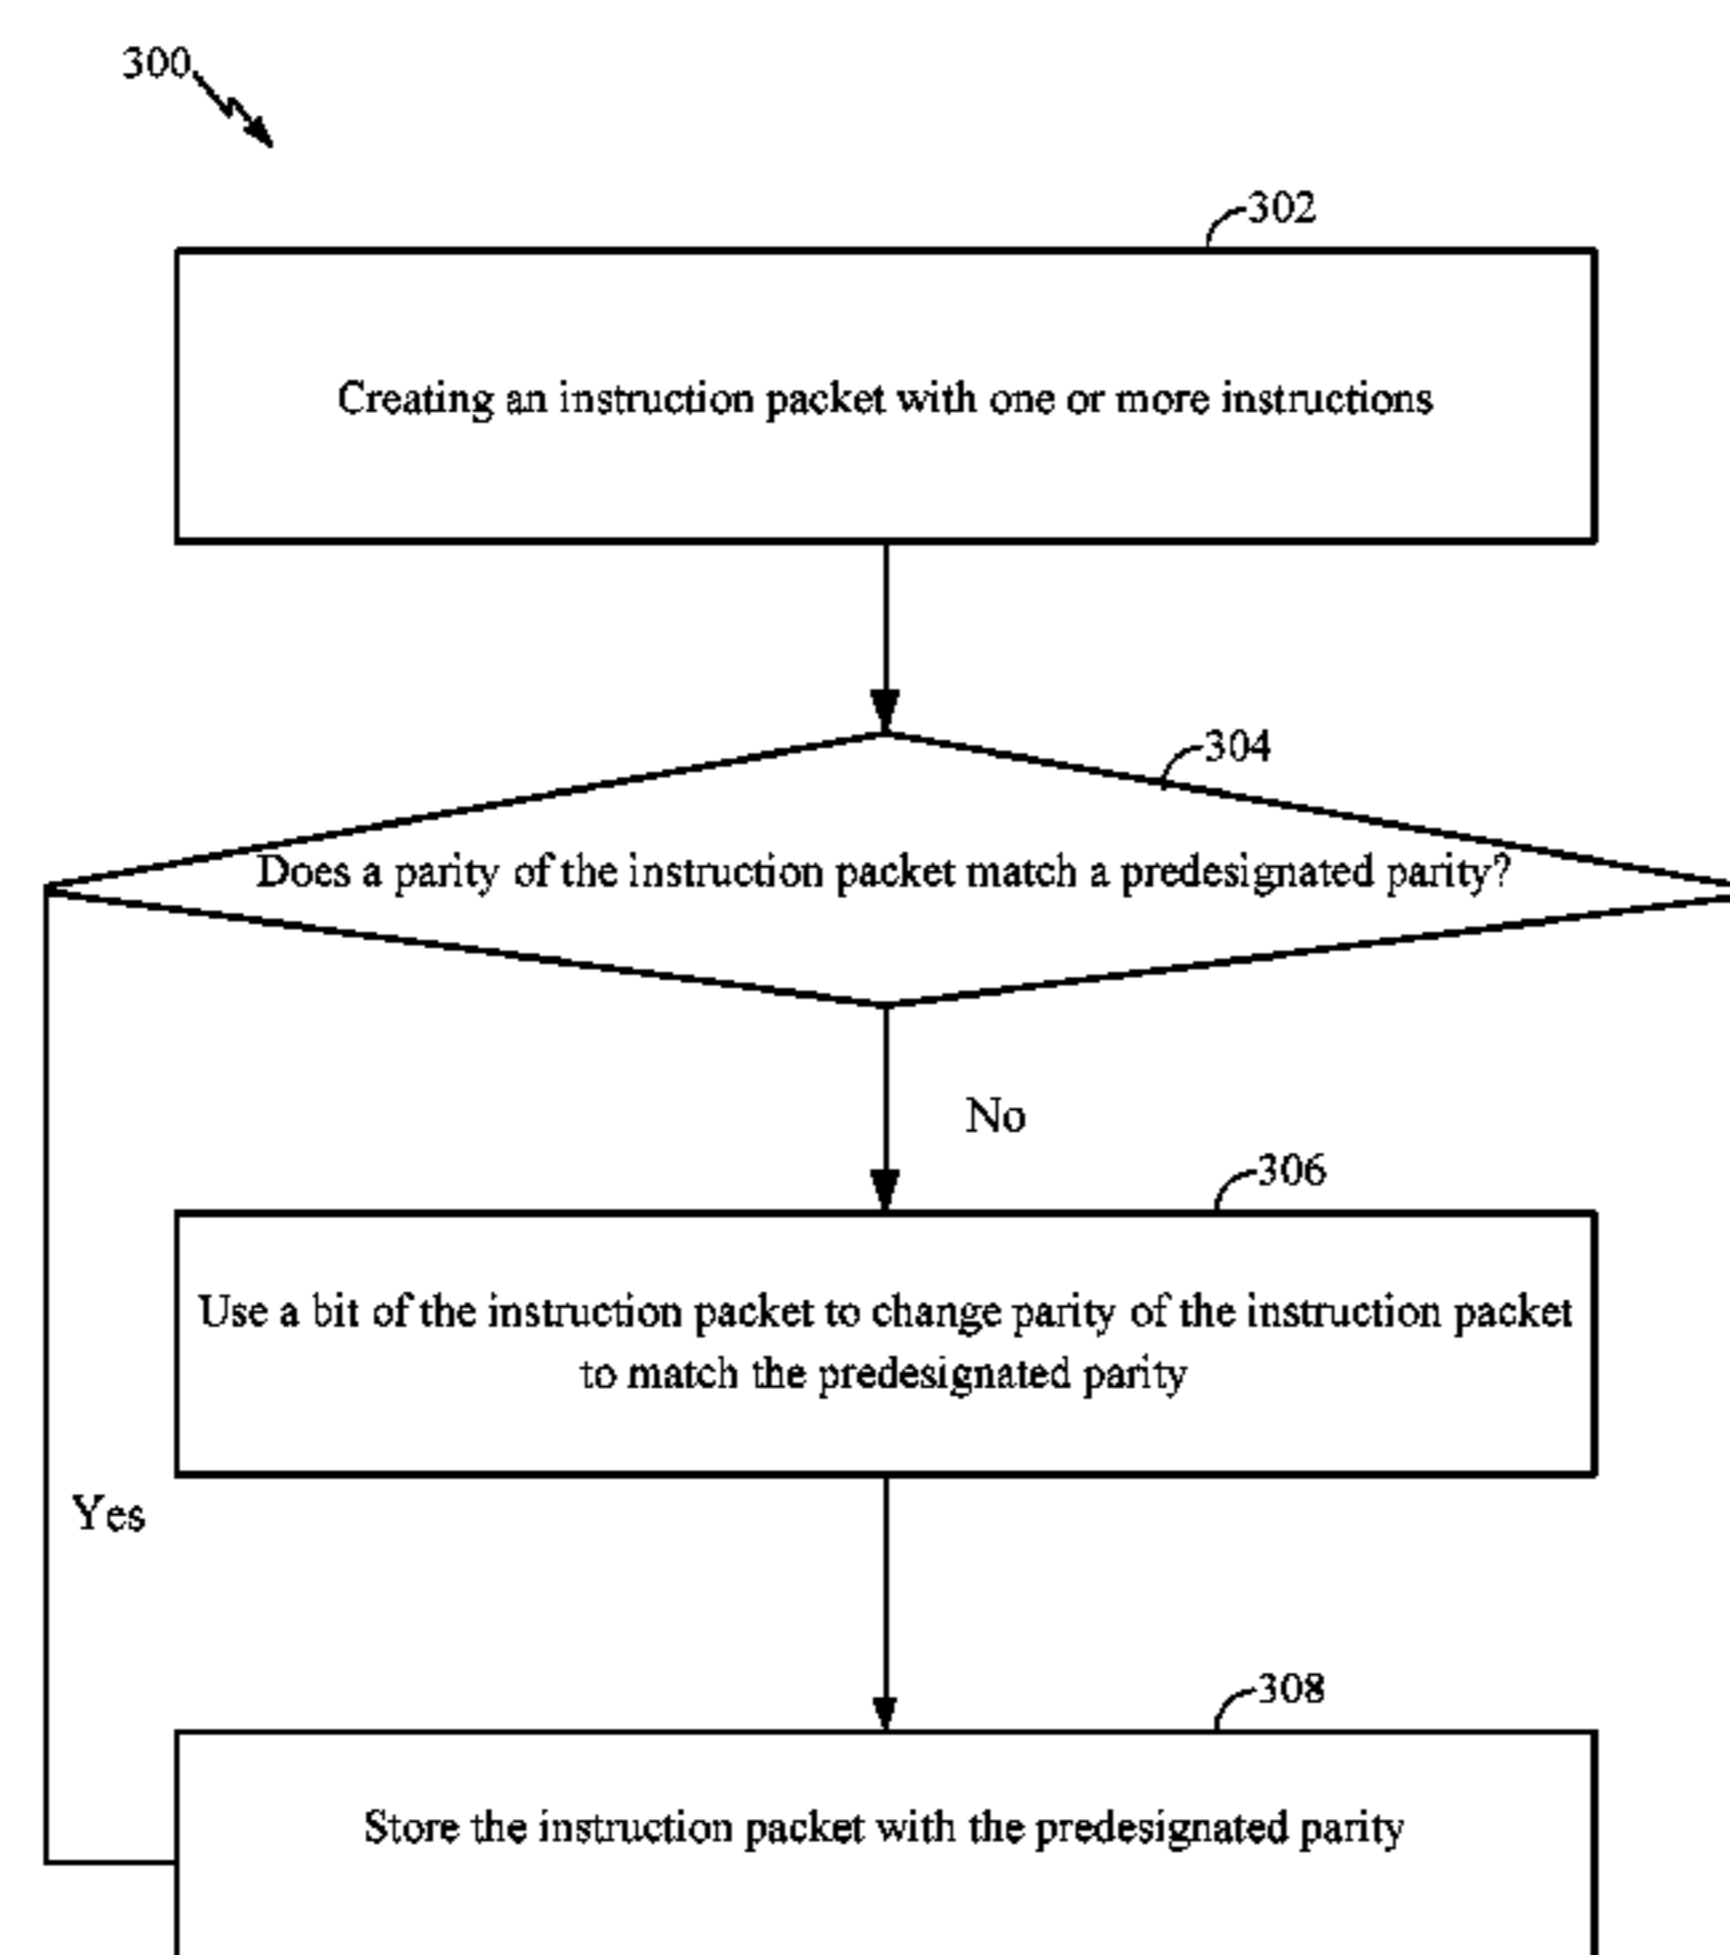 300
302
Creating an instruction packet with one or more instructions
304
Does a parity of the instruction packet match a predesignated parity?
No
306
Use a bit of the instruction packet to change parity of the instruction packet
to match the predesignated parity
Yes
308
Store the instruction packet with the predesignated parity